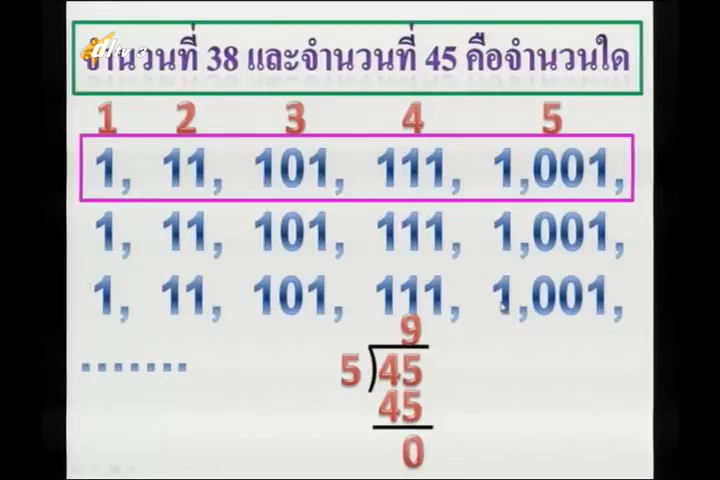 dltv 3
จำนวนที่ 38 และจำนวนที่ 45 คือจำนวนใด
1 2 3 4 5
1, 11, 101, 111, 1,001,
1, 11, 101, 111, 1,001,
1, 11, 101, 111, 1,001,
.......
9
5 45
45
0